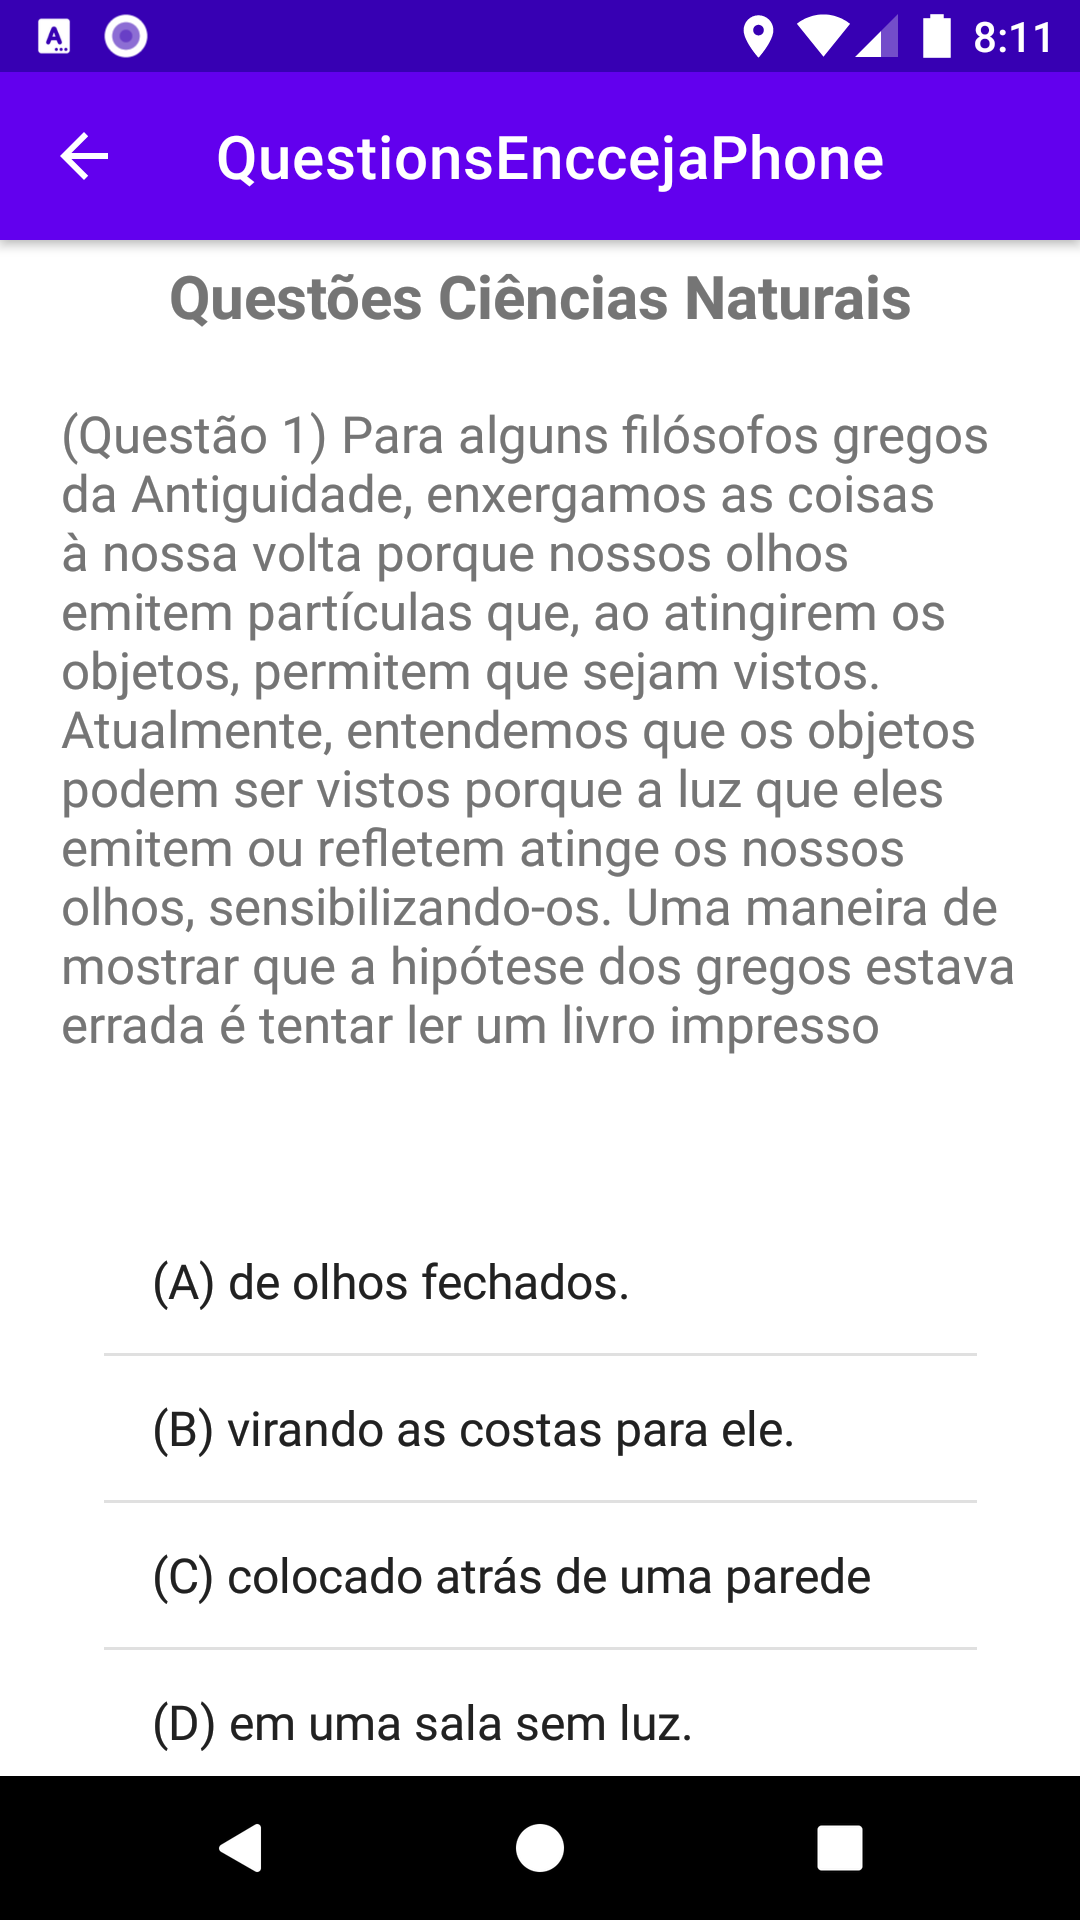 8:11
QuestionsEnccejaPhone
Questões Ciências Naturais
(Questão 1) Para alguns filósofos gregos
da Antiguidade, enxergamos as coisas
à nossa volta porque nossos olhos
emitem partículas que, ao atingirem os
objetos, permitem que sejam vistos.
Atualmente, entendemos que os objetos
podem ser vistos porque a luz que eles
emitem ou refletem atinge os nossos
olhos, sensibilizando-os. Uma maneira de
mostrar que a hipótese dos gregos estava
errada é tentar ler um livro impresso
(A) de olhos fechados.
(B) virando as costas para ele.
(C) colocado atrás de uma parede
(D) em uma sala sem luz.